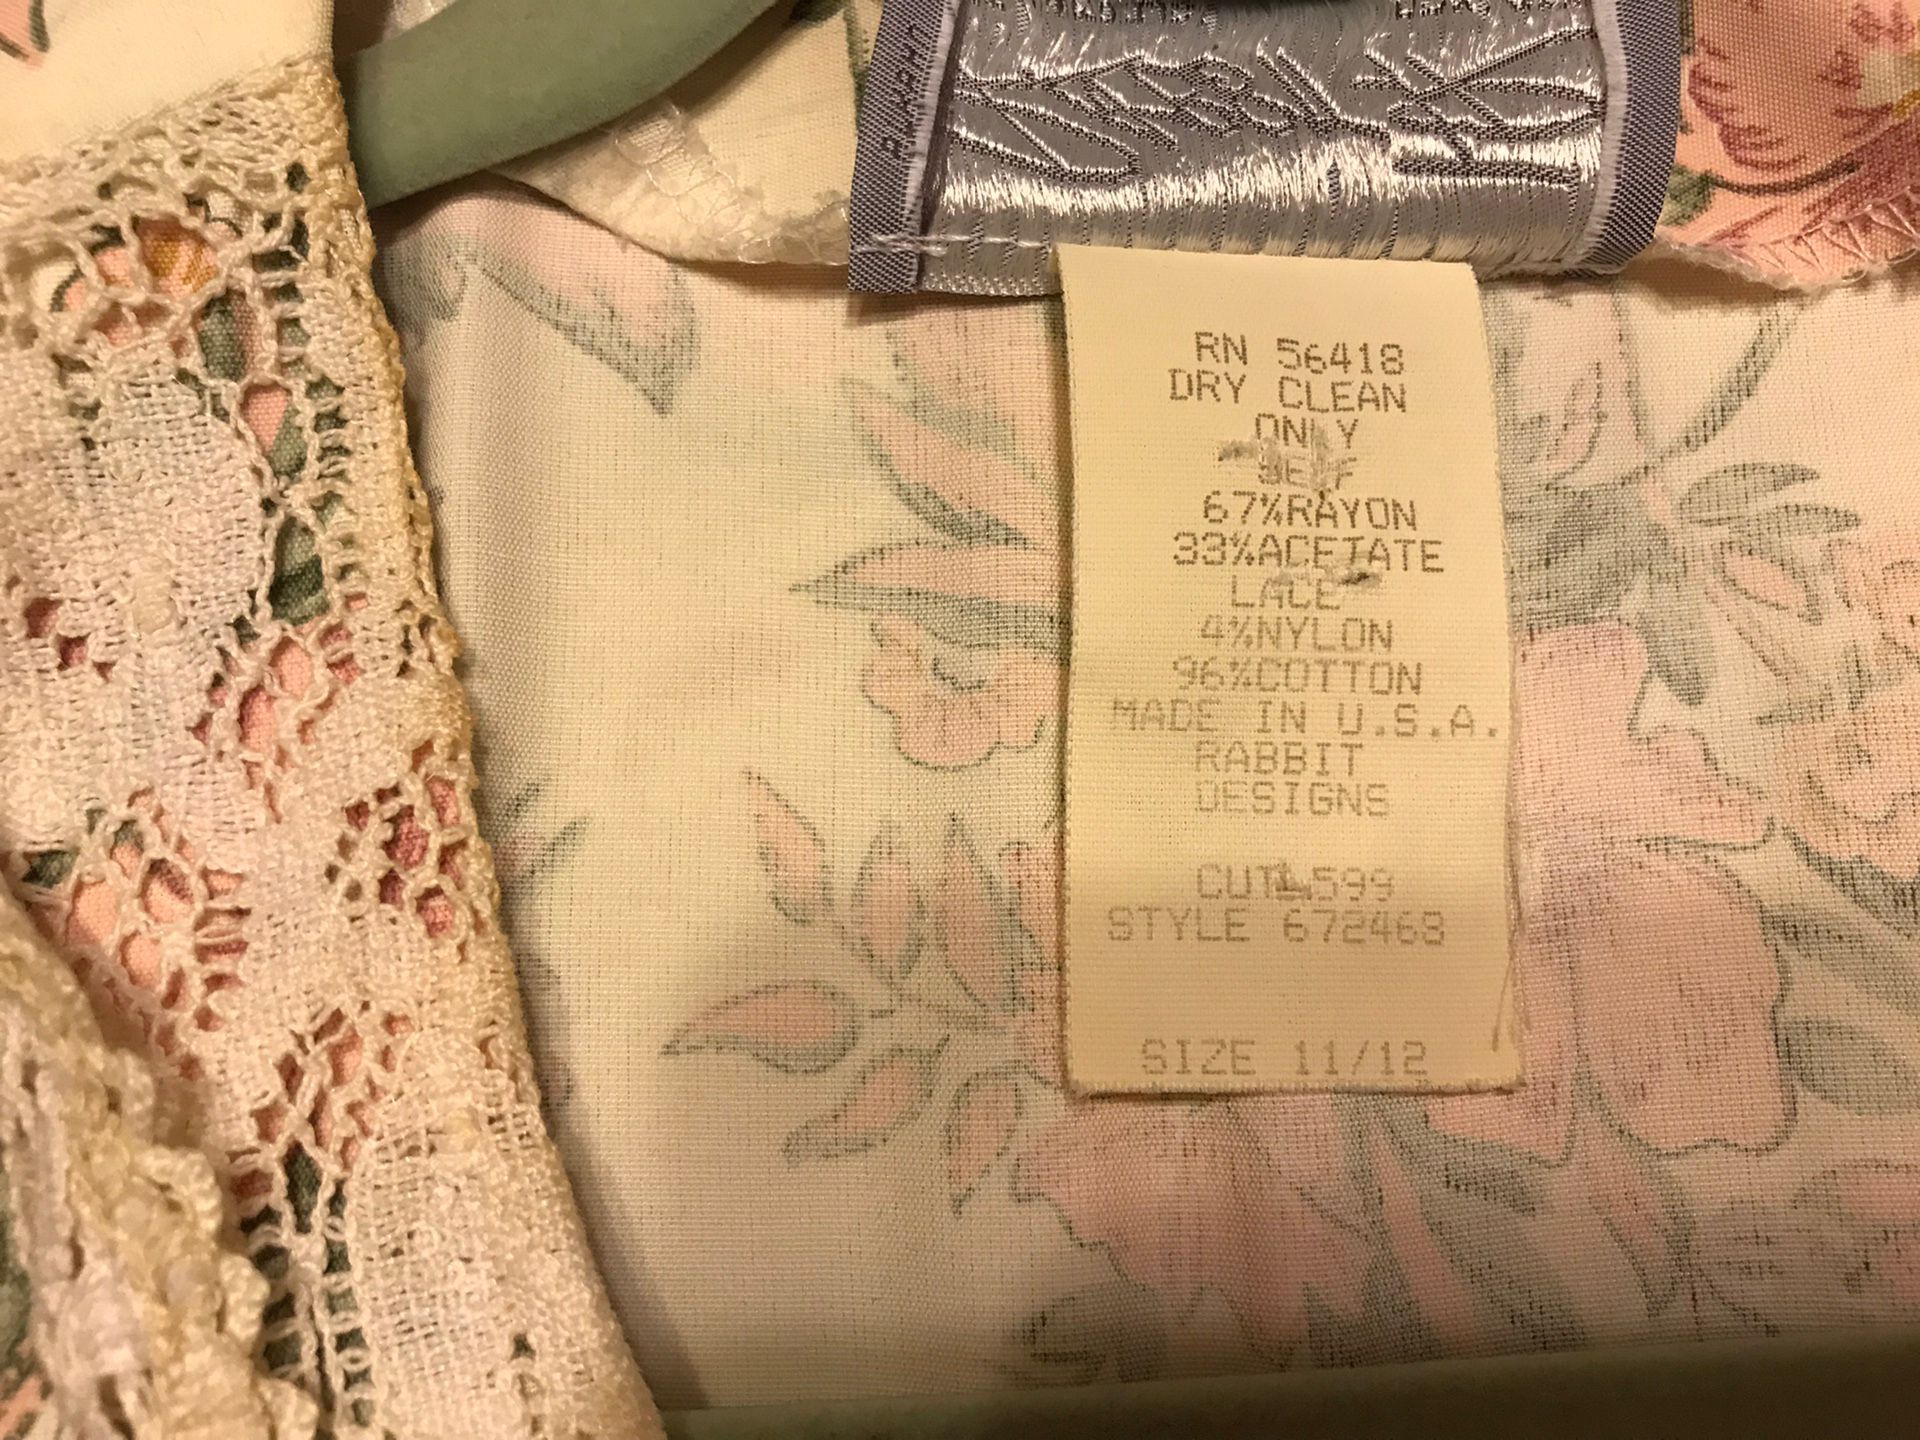 RN 56418
DRY CLEAN
ONLY
SELF
67%RAYON
33%ACETATE
LACE
4%NYLON
96%COTTON
MADE IN U.S.A.
RABBIT
DESIGNS
CUT 1599
STYLE 672468
SIZE 11/12